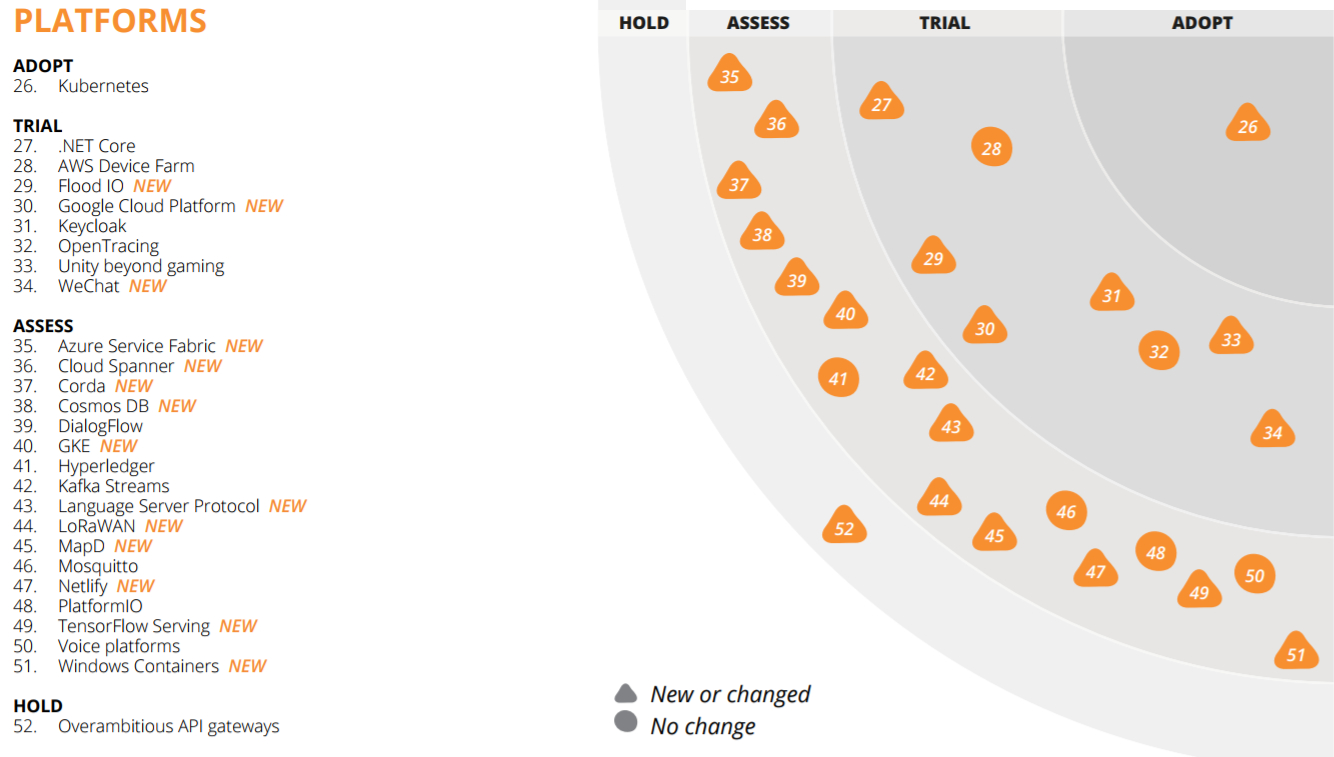 PLATFORMS
ADOPT
26. Kubernetes
TRIAL
27. .NET Core
28. AWS Device Farm
29. Flood IO NEW
30. Google Cloud Platform NEW
31. Keycloak
32. OpenTracing
33. Unity beyond gaming
34. WeChat NEW
ASSESS
35. Azure Service Fabric NEW
36. Cloud Spanner NEW
37. Corda NEW
38. Cosmos DB NEW
39. DialogFlow
40. GKE NEW
41. Hyperledger
42. Kafka Streams
43. Language Server Protocol NEW
44. LoRaWAN NEW
45. MapD NEW
46. Mosquitto
47. Netlify NEW
48. PlatformIO
49. TensorFlow Serving NEW
50. Voice platforms
51. Windows Containers NEW
HOLD
52. Overambitious API gateways
HOLD ASSESS TRIAL ADOPT
35
27
36
26
28
37
38
29
39
31
40
30
33
32
42
41
43
34
44
46
52
45
48
47
50
49
51
New or changed
No change